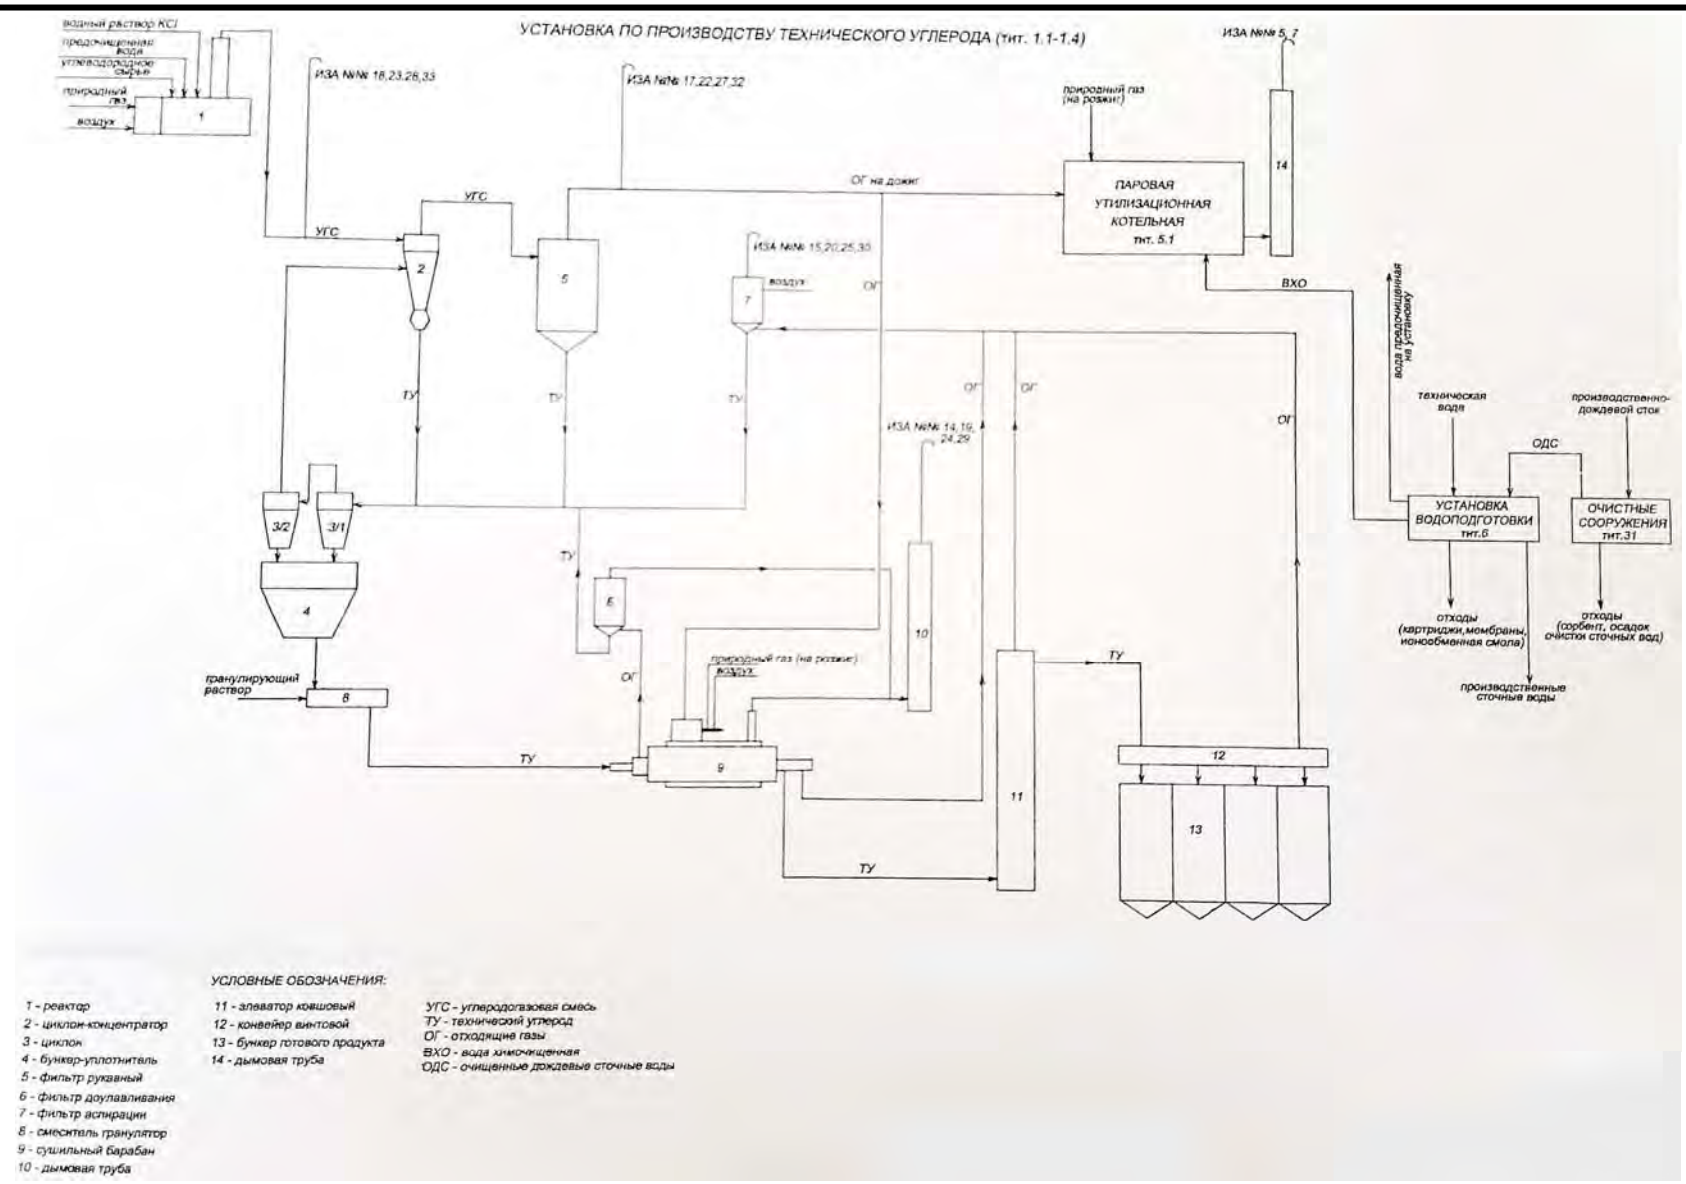 УСТАНОВКА ПО ПРОИЗВОДСТВУ ТЕХНИЧЕСКОГО УГЛЕРОДА (тит. 1.1-1.4)
водный раствор KCl
предочищенная
вода
углеводородное
сырье
природный
газ
воздух
1
ИЗА №№ 18,23,28,33
ИЗА №№ 17,22,27,32
ИЗА №№ 5, 7
природный газ
(на розжиг)
14
ПАРОВАЯ
УТИЛИЗАЦИОННАЯ
КОТЕЛЬНАЯ
тит. 5.1
ОГ на дожиг
УГС
УГС
2
5
ИЗА №№ 15,20,25,30
воздух
7
ОГ
ВХО
вода предочищенная
на установку
техническая
вода
производственно-
дождевой сток
ОДС
УСТАНОВКА
ВОДОПОДГОТОВКИ
тит.6
ОЧИСТНЫЕ
СООРУЖЕНИЯ
тит.31
отходы
(картриджи,мембраны,
ионообменная смола)
отходы
(сорбент, осадок
очистки сточных вод)
производственные
сточные воды
ТУ
ТУ
ТУ
ОГ
ОГ
ОГ
ИЗА №№ 14,19,
24,29
3/2
3/1
4
ТУ
6
10
ОГ
природный газ (на розжиг)
воздух
гранулирующий
раствор
8
ТУ
9
ТУ
11
ТУ
12
13
УСЛОВНЫЕ ОБОЗНАЧЕНИЯ:
1 - реактор
2 - циклон-концентратор
3 - циклон
4 - бункер-уплотнитель
5 - фильтр рукавный
6 - фильтр доулавливания
7 - фильтр аспирации
8 - смеситель гранулятор
9 - сушильный барабан
10 - дымовая труба
11 - элеватор ковшовый
12 - конвейер винтовой
13 - бункер готового продукта
14 - дымовая труба
УГС - углеродогазовая смесь
ТУ - технический углерод
ОГ - отходящие газы
ВХО - вода химочищенная
ОДС - очищенные дождевые сточные воды